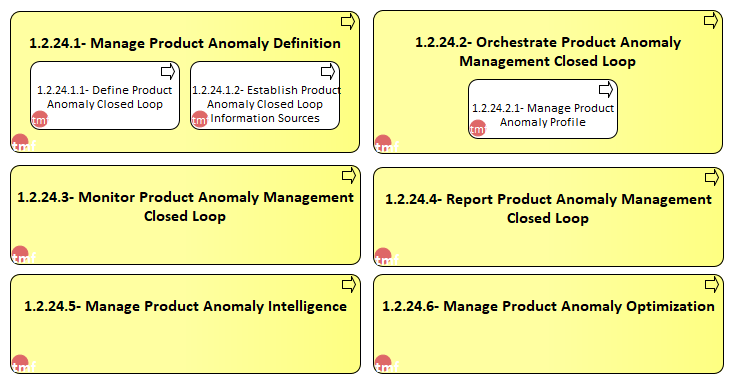 1.2.24.1- Manage Product Anomaly Definition
1.2.24.1.1- Define Product
Anomaly Closed Loop
tmf
1.2.24.1.2- Establish Product
Anomaly Closed Loop
Information Sources
tmf
tmf
1.2.24.2- Orchestrate Product Anomaly
Management Closed Loop
1.2.24.2.1- Manage Product
Anomaly Profile
tmf
tmf
1.2.24.3- Monitor Product Anomaly Management
Closed Loop
tmf
1.2.24.4- Report Product Anomaly Management
Closed Loop
tmf
1.2.24.5- Manage Product Anomaly Intelligence
tmf
1.2.24.6- Manage Product Anomaly Optimization
tmf